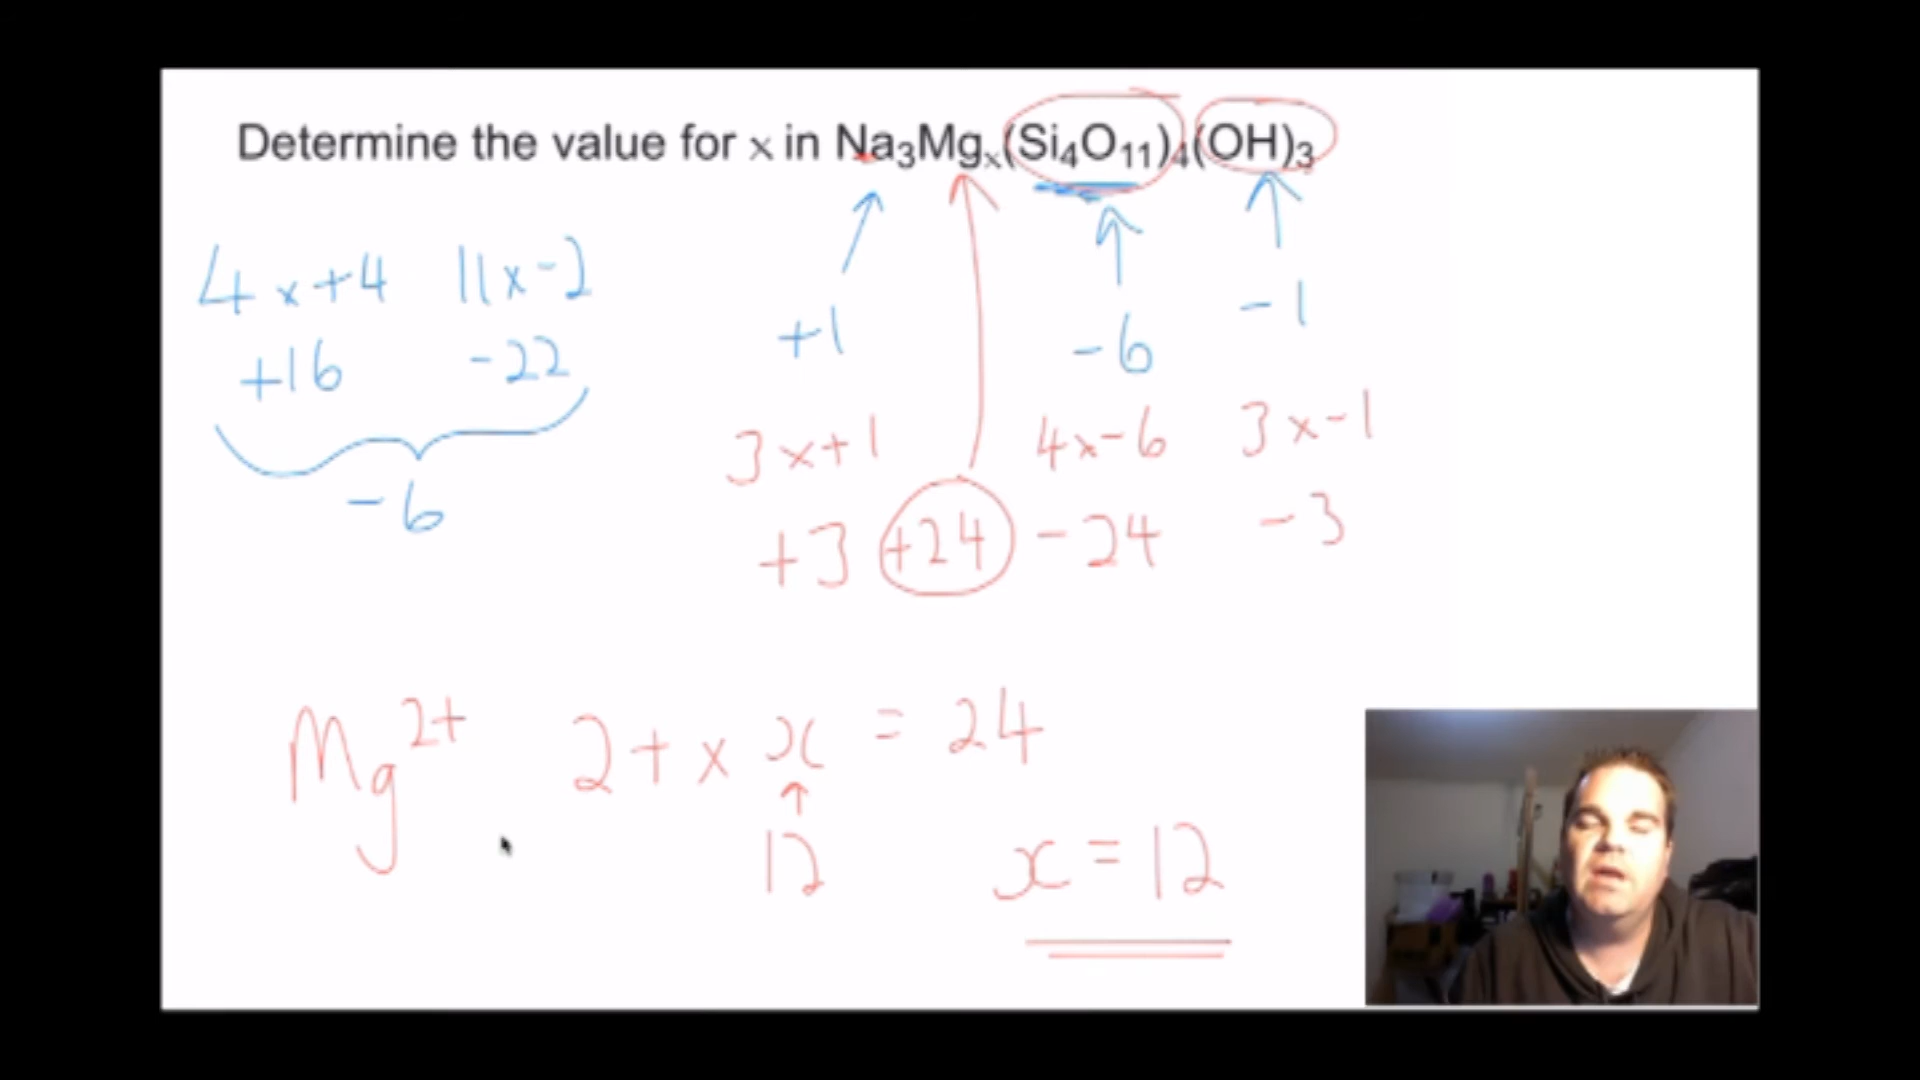 Determine the value for x in Na₃Mgₓ(Si₄O₁₁)₄(OH)₃
4x+4 11x-2
+16 -22
-6
+1 -6 -1
3x+1 4x-6 3x-1
+3 +24 -24 -3
Mg²⁺ 2+ x x = 24
12
x = 12